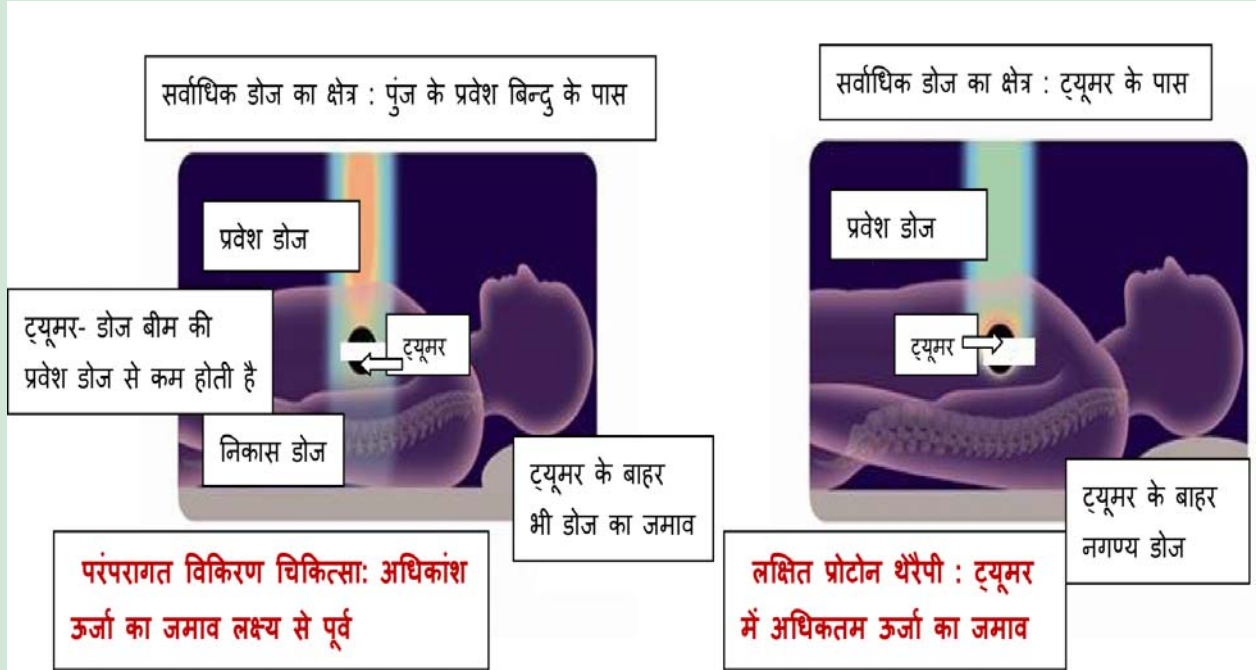 सर्वाधिक डोज का क्षेत्र : पुंज के प्रवेश बिन्दु के पास
प्रवेश डोज
ट्यूमर- डोज बीम की
प्रवेश डोज से कम होती है
ट्यूमर
निकास डोज
ट्यूमर के बाहर
भी डोज का जमाव
परंपरागत विकिरण चिकित्सा: अधिकांश
ऊर्जा का जमाव लक्ष्य से पूर्व
सर्वाधिक डोज का क्षेत्र : ट्यूमर के पास
प्रवेश डोज
ट्यूमर
ट्यूमर के बाहर
नगण्य डोज
लक्षित प्रोटोन थेरैपी : ट्यूमर
में अधिकतम ऊर्जा का जमाव